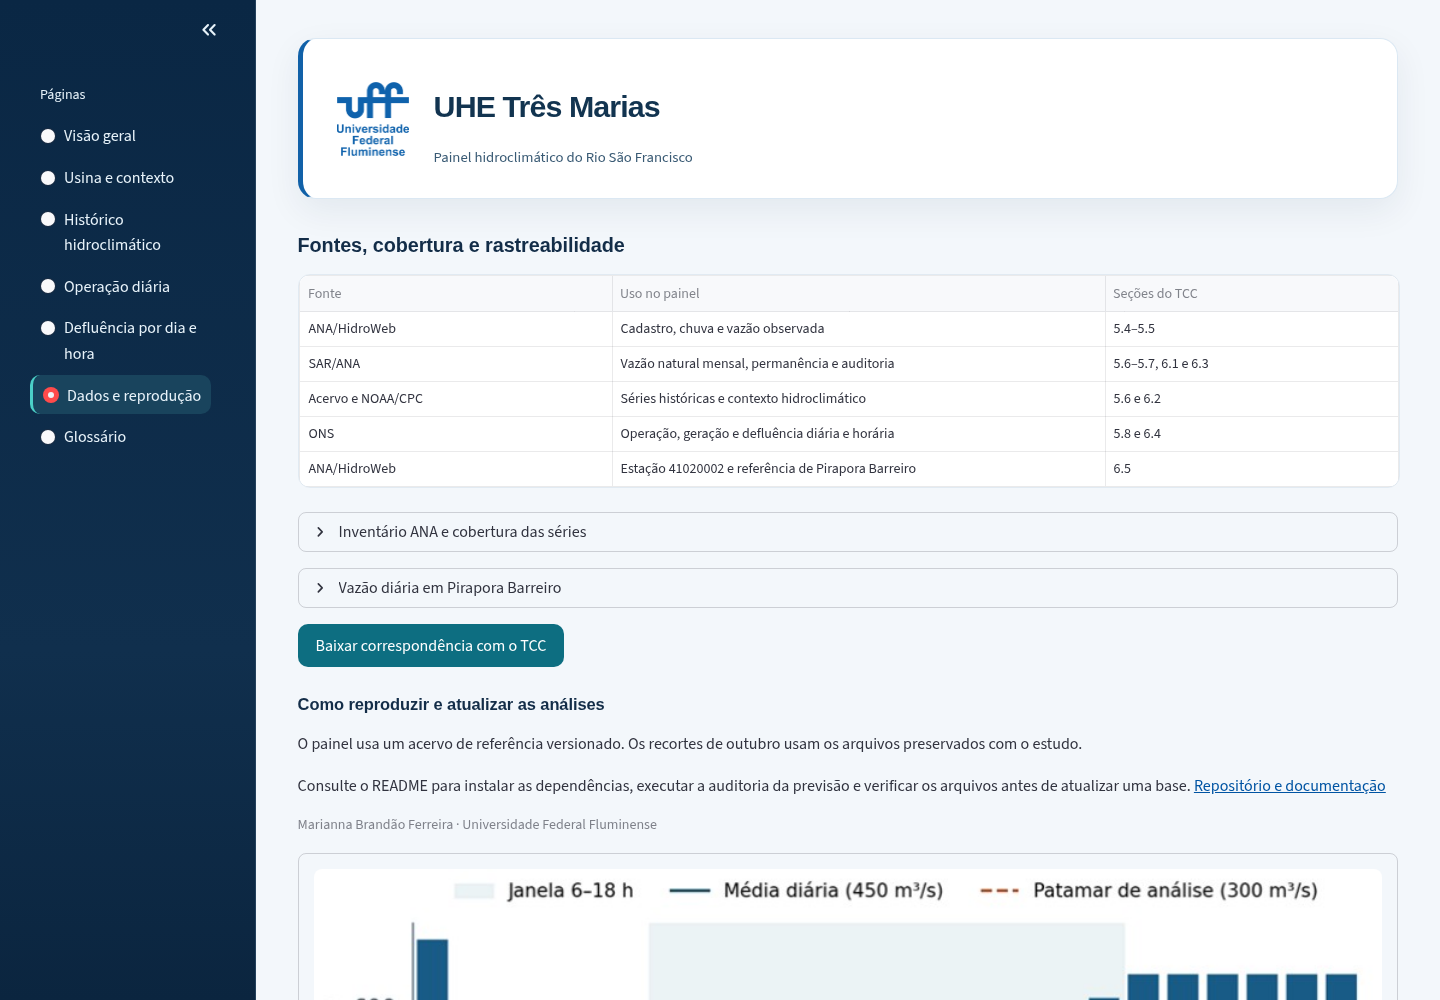 Páginas
Visão geral
Usina e contexto
Histórico
hidroclimático
Operação diária
Defluência por dia e
hora
Dados e reprodução
Glossário
uff
Universidade
Federal
Fluminense
UHE Três Marias
Painel hidroclimático do Rio São Francisco
Fontes, cobertura e rastreabilidade
Fonte Uso no painel Seções do TCC
ANA/HidroWeb Cadastro, chuva e vazão observada 5.4–5.5
SAR/ANA Vazão natural mensal, permanência e auditoria 5.6–5.7, 6.1 e 6.3
Acervo e NOAA/CPC Séries históricas e contexto hidroclimático 5.6 e 6.2
ONS Operação, geração e defluência diária e horária 5.8 e 6.4
ANA/HidroWeb Estação 41020002 e referência de Pirapora Barreiro 6.5
Inventário ANA e cobertura das séries
Vazão diária em Pirapora Barreiro
Baixar correspondência com o TCC
Como reproduzir e atualizar as análises
O painel usa um acervo de referência versionado. Os recortes de outubro usam os arquivos preservados com o estudo.
Consulte o README para instalar as dependências, executar a auditoria da previsão e verificar os arquivos antes de atualizar uma base. Repositório e documentação
Marianna Brandão Ferreira · Universidade Federal Fluminense
Janela 6–18 h Média diária (450 m³/s) Patamar de análise (300 m³/s)